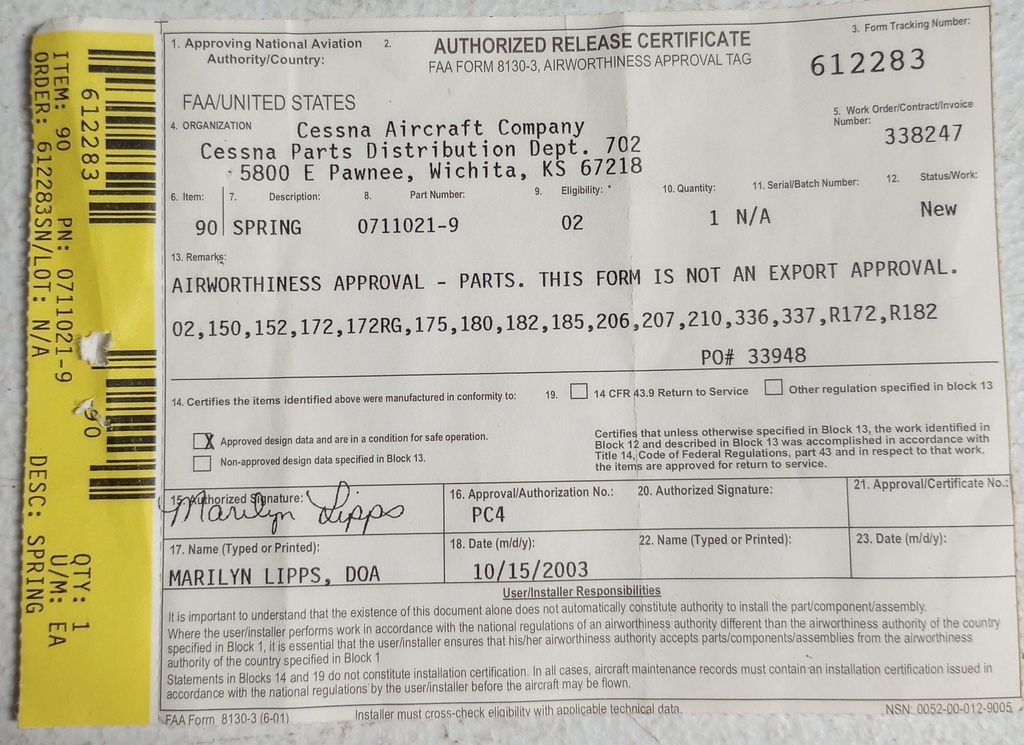 ITEM: 90 PN: 0711021-9 QTY: 1
ORDER: 612283SN/LOT: N/A U/M: EA
DESC: SPRING
612283
90
1. Approving National Aviation Authority/Country:
FAA/UNITED STATES
2.
AUTHORIZED RELEASE CERTIFICATE
FAA FORM 8130-3, AIRWORTHINESS APPROVAL TAG
3. Form Tracking Number:
612283
4. ORGANIZATION Cessna Aircraft Company
Cessna Parts Distribution Dept. 702
5800 E Pawnee, Wichita, KS 67218
5. Work Order/Contract/Invoice
Number: 338247
6. Item: 7. Description: 8. Part Number: 9. Eligibility: * 10. Quantity: 11. Serial/Batch Number: 12. Status/Work:
90 SPRING 0711021-9 02 1 N/A New
13. Remarks:
AIRWORTHINESS APPROVAL - PARTS. THIS FORM IS NOT AN EXPORT APPROVAL.
02,150,152,172,172RG,175,180,182,185,206,207,210,336,337,R172,R182
PO# 33948
14. Certifies the items identified above were manufactured in conformity to:
X Approved design data and are in a condition for safe operation.
Non-approved design data specified in Block 13.
19. 14 CFR 43.9 Return to Service Other regulation specified in block 13
Certifies that unless otherwise specified in Block 13, the work identified in
Block 12 and described in Block 13 was accomplished in accordance with
Title 14, Code of Federal Regulations, part 43 and in respect to that work,
the items are approved for return to service.
15. Authorized Signature:
Marilyn Lipps
16. Approval/Authorization No.:
PC4
20. Authorized Signature:
21. Approval/Certificate No.:
17. Name (Typed or Printed):
MARILYN LIPPS, DOA
18. Date (m/d/y):
10/15/2003
22. Name (Typed or Printed):
23. Date (m/d/y):
User/Installer Responsibilities
It is important to understand that the existence of this document alone does not automatically constitute authority to install the part/component/assembly.
Where the user/installer performs work in accordance with the national regulations of an airworthiness authority different than the airworthiness authority of the country
specified in Block 1, it is essential that the user/installer ensures that his/her airworthiness authority accepts parts/components/assemblies from the airworthiness
authority of the country specified in Block 1
Statements in Blocks 14 and 19 do not constitute installation certification. In all cases, aircraft maintenance records must contain an installation certification issued in
accordance with the national regulations by the user/installer before the aircraft may be flown.
FAA Form 8130-3 (6-01) Installer must cross-check eligibility with applicable technical data. NSN: 0052-00-012-9005